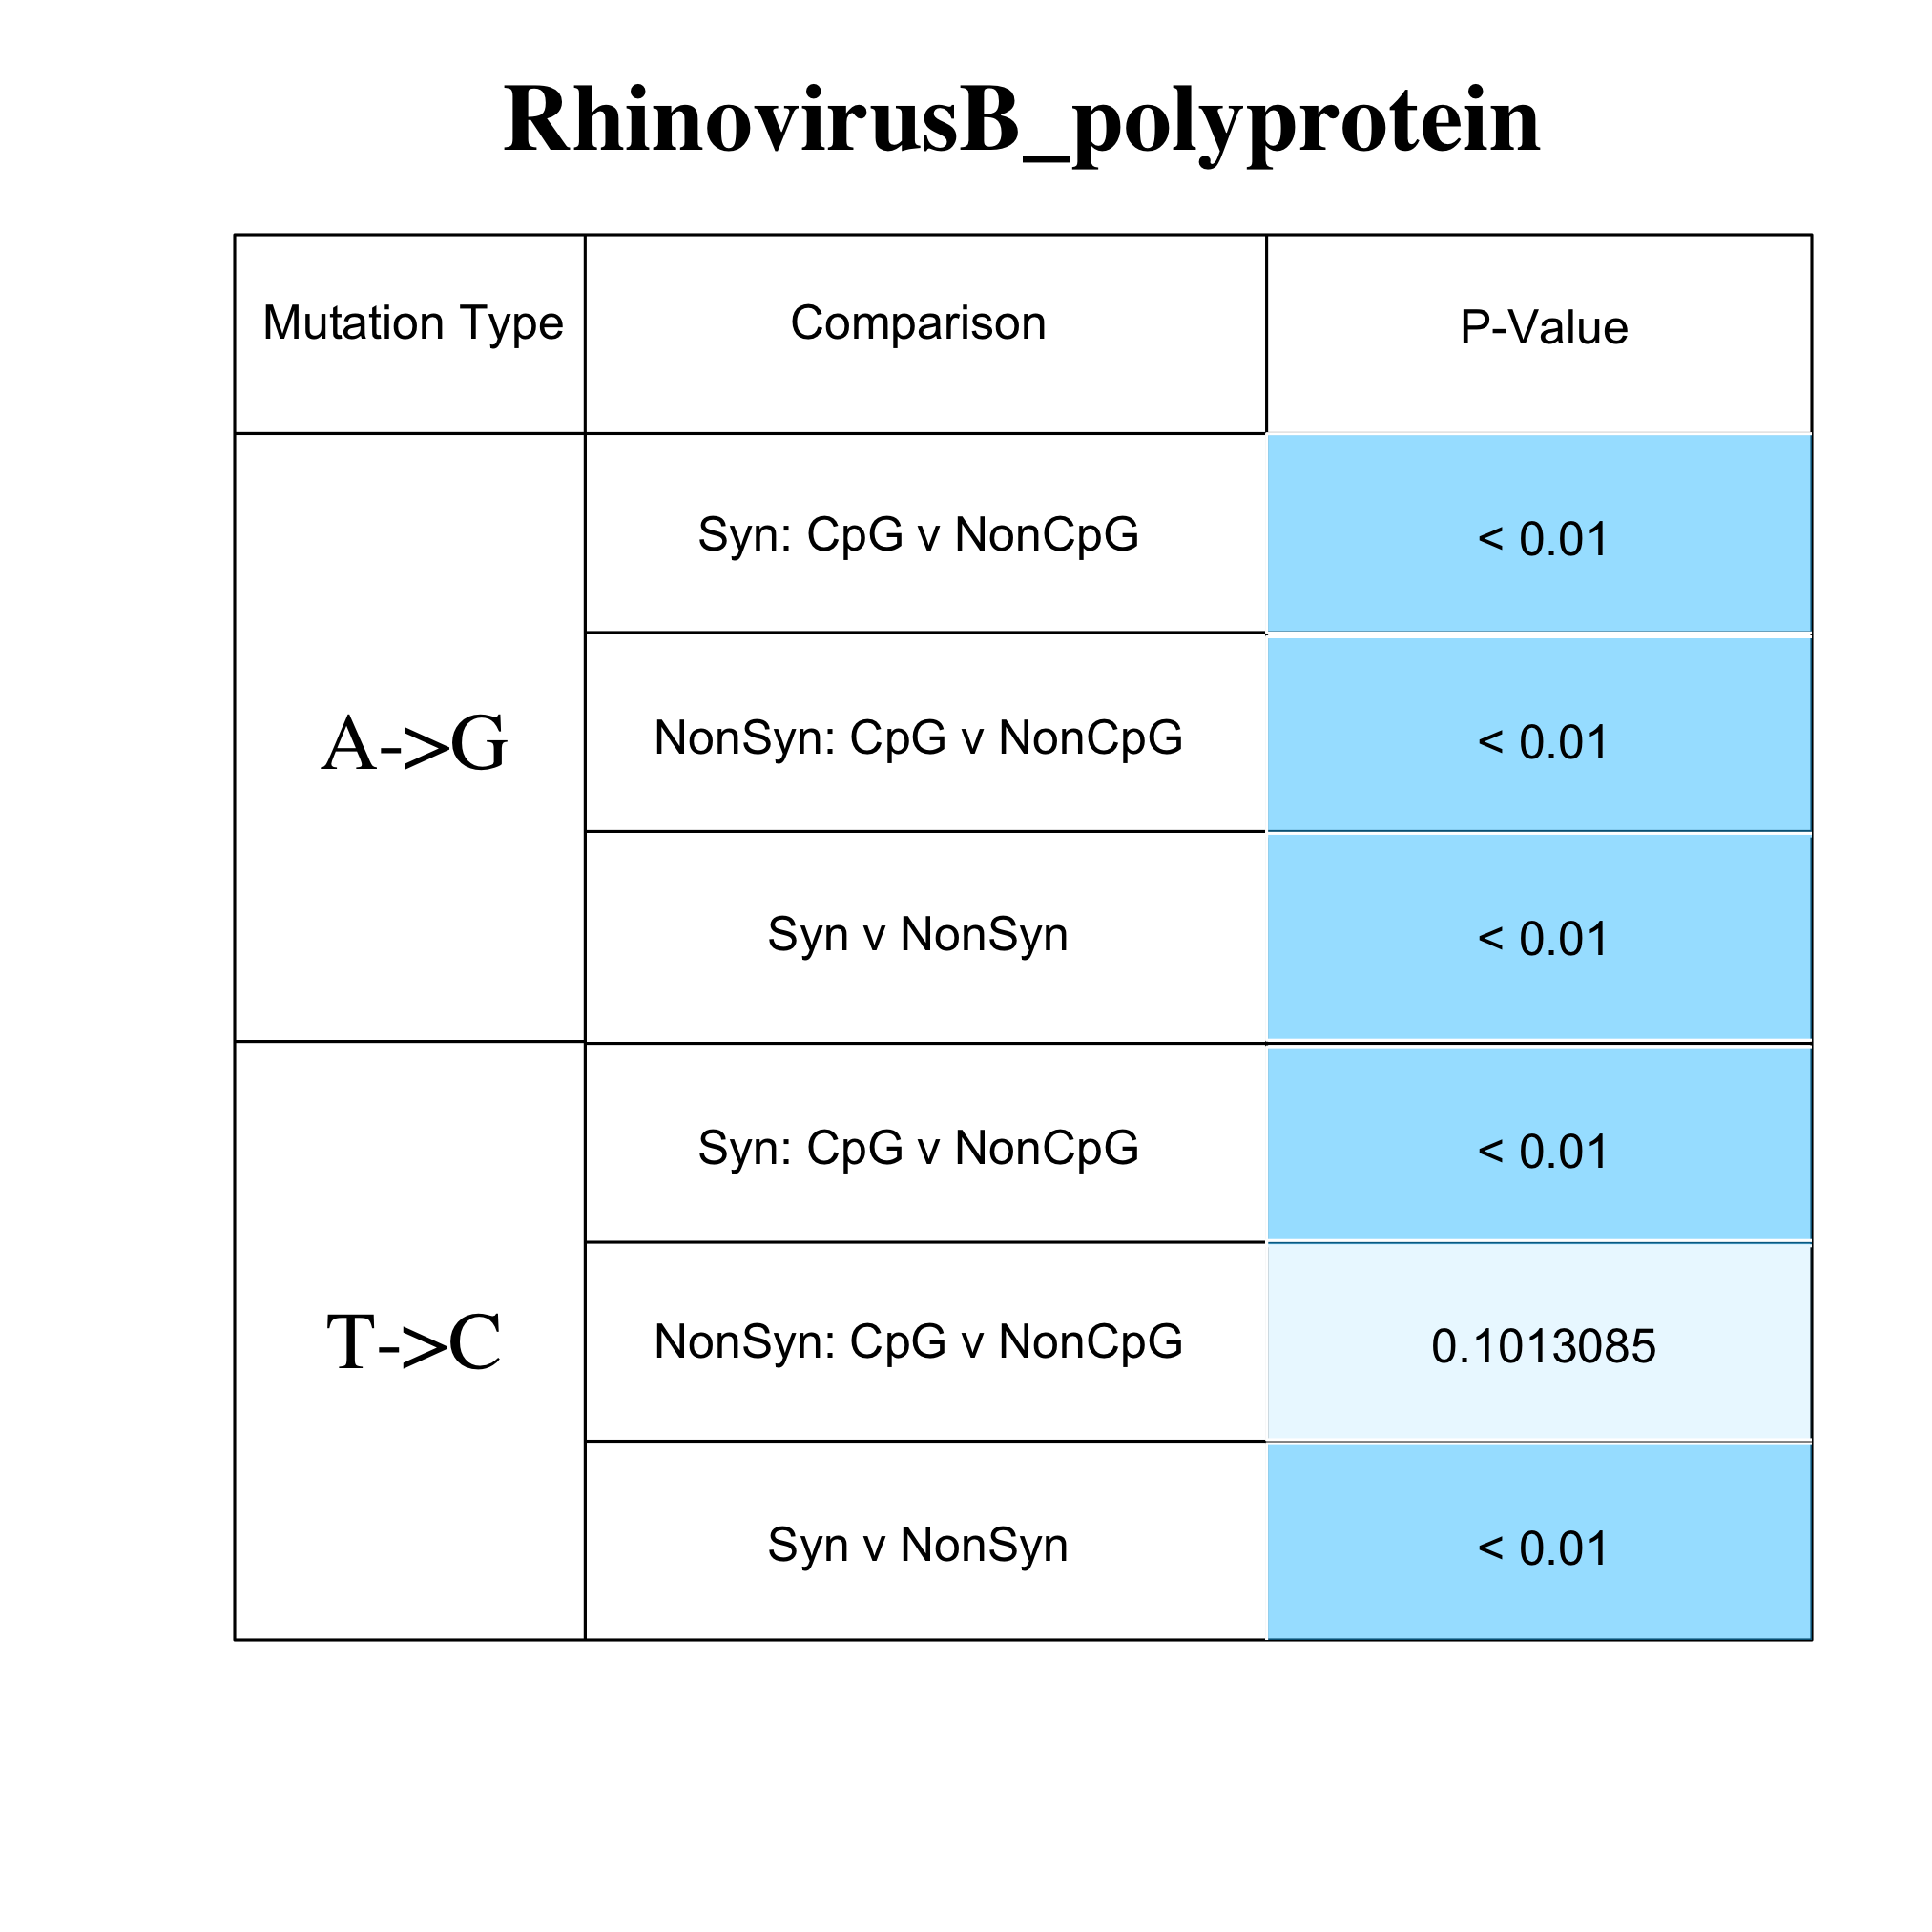 RhinovirusB_polyprotein
Mutation Type Comparison P-Value
Syn: CpG v NonCpG < 0.01
A->G NonSyn: CpG v NonCpG < 0.01
Syn v NonSyn < 0.01
Syn: CpG v NonCpG < 0.01
T->C NonSyn: CpG v NonCpG 0.1013085
Syn v NonSyn < 0.01